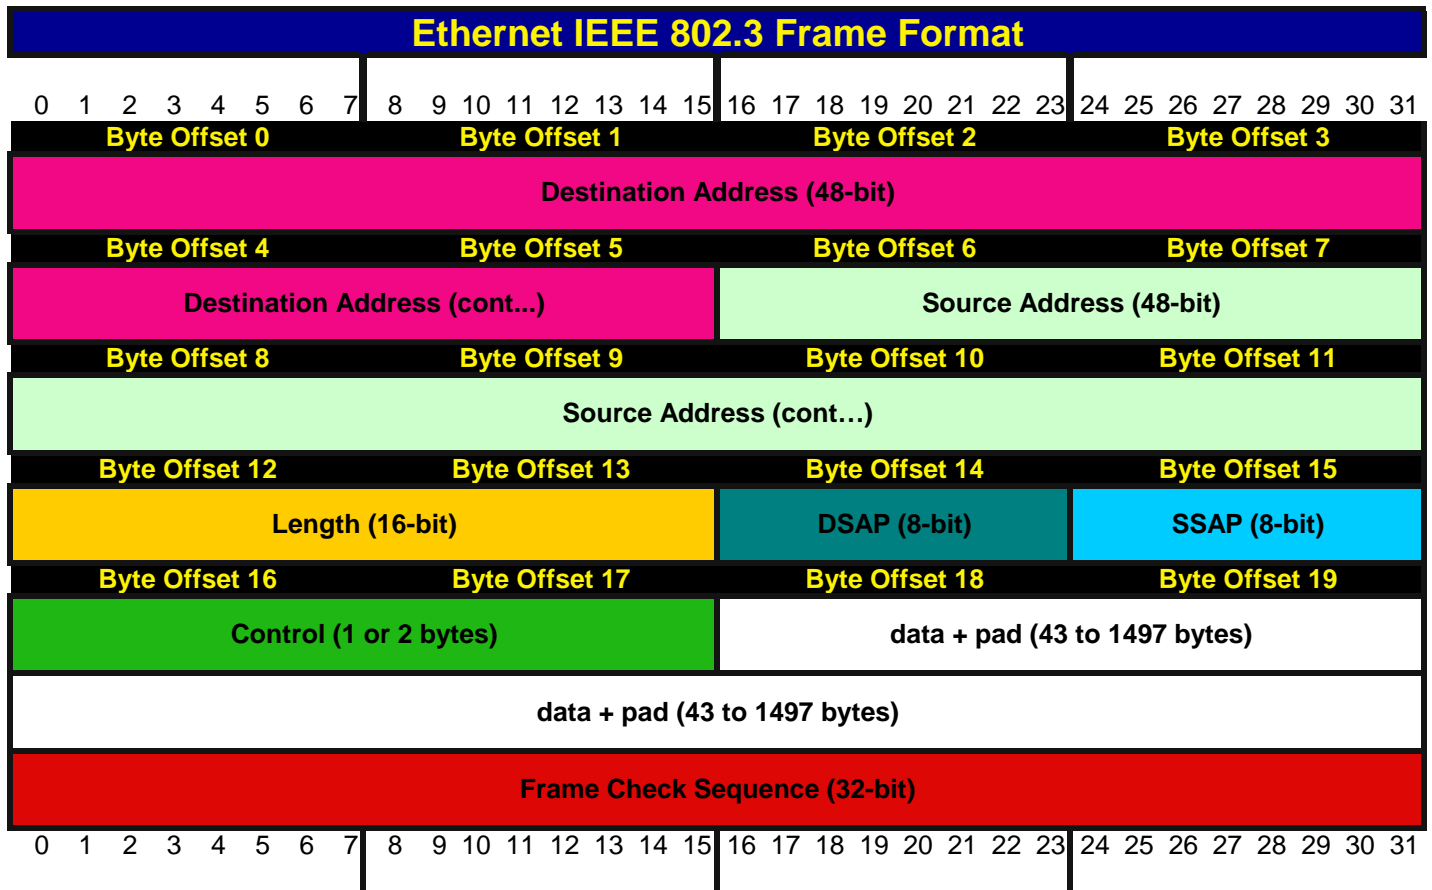 Ethernet IEEE 802.3 Frame Format
0 1 2 3 4 5 6 7 8 9 10 11 12 13 14 15 16 17 18 19 20 21 22 23 24 25 26 27 28 29 30 31
Byte Offset 0 Byte Offset 1 Byte Offset 2 Byte Offset 3
Destination Address (48-bit)
Byte Offset 4 Byte Offset 5 Byte Offset 6 Byte Offset 7
Destination Address (cont...) Source Address (48-bit)
Byte Offset 8 Byte Offset 9 Byte Offset 10 Byte Offset 11
Source Address (cont…)
Byte Offset 12 Byte Offset 13 Byte Offset 14 Byte Offset 15
Length (16-bit) DSAP (8-bit) SSAP (8-bit)
Byte Offset 16 Byte Offset 17 Byte Offset 18 Byte Offset 19
Control (1 or 2 bytes) data + pad (43 to 1497 bytes)
data + pad (43 to 1497 bytes)
Frame Check Sequence (32-bit)
0 1 2 3 4 5 6 7 8 9 10 11 12 13 14 15 16 17 18 19 20 21 22 23 24 25 26 27 28 29 30 31